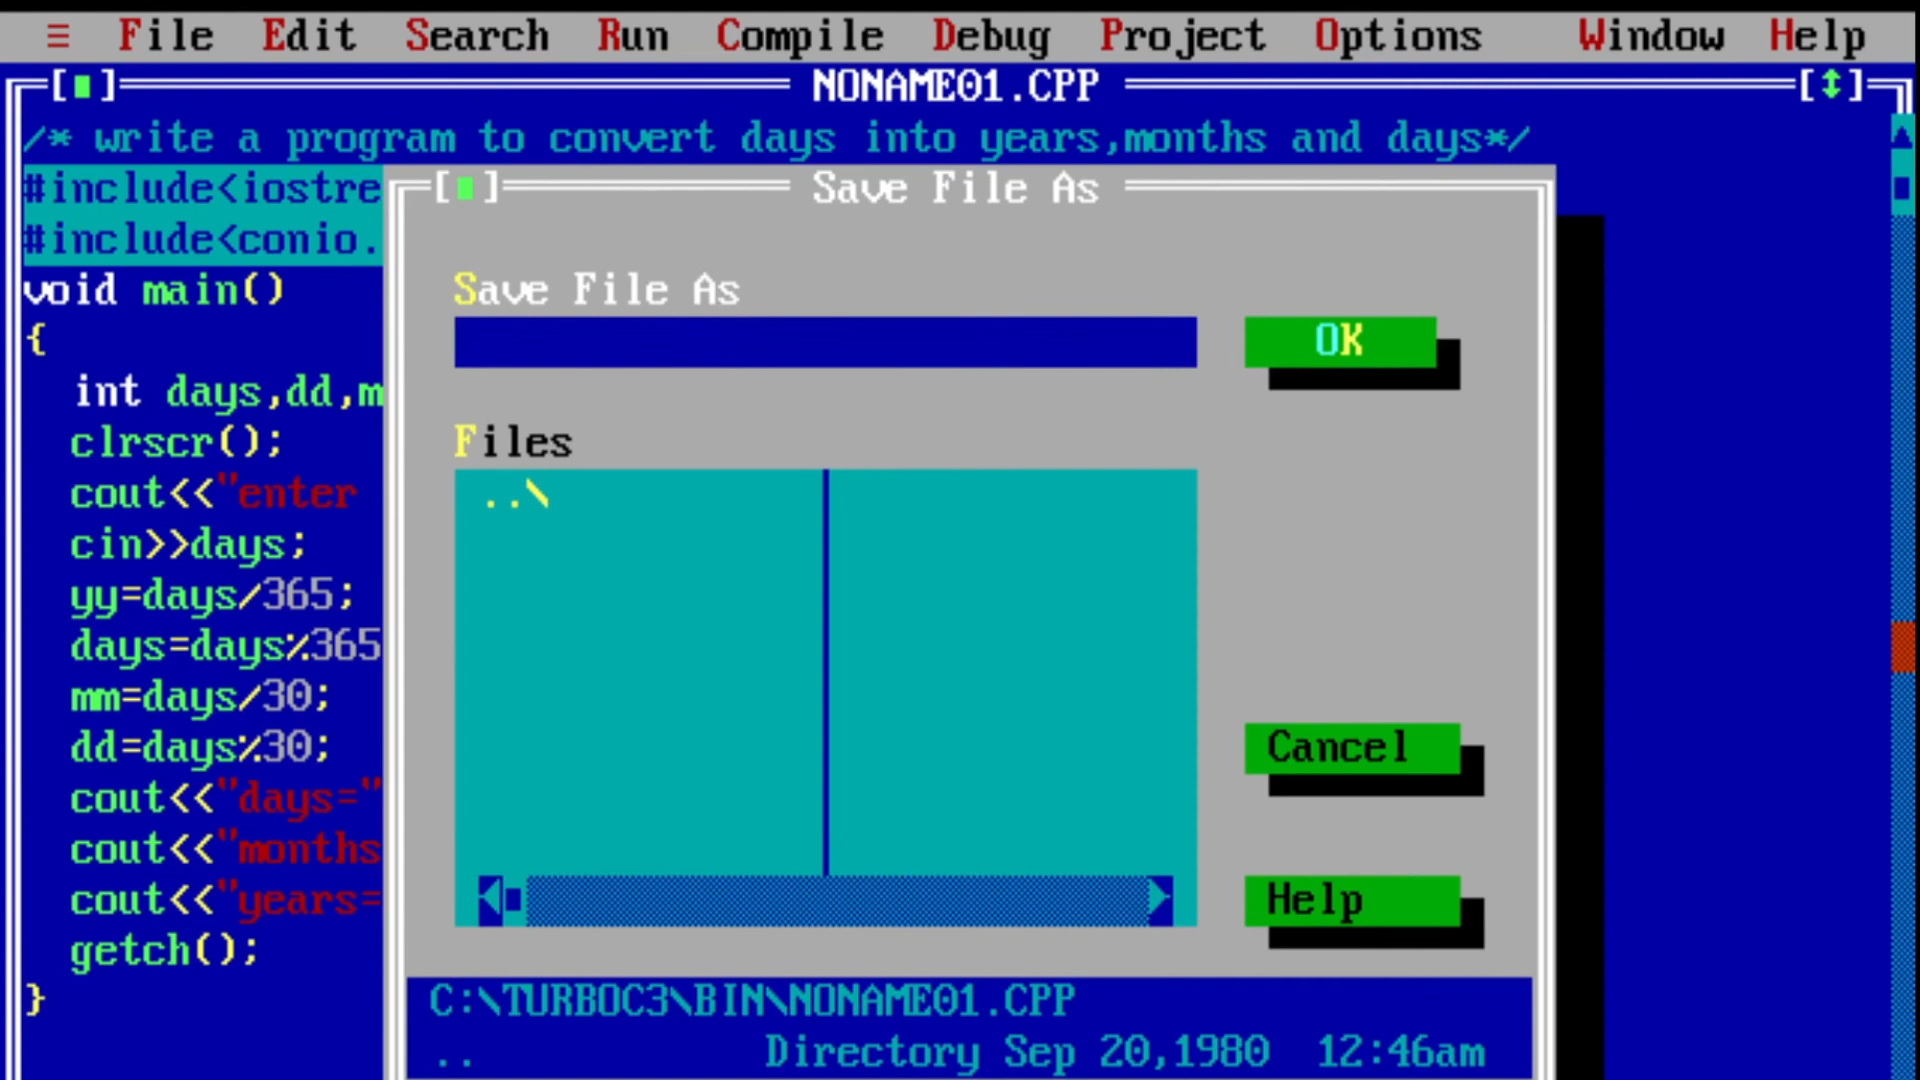 ≡ File Edit Search Run Compile Debug Project Options Window Help
NONAME01.CPP
/* write a program to convert days into years,months and days*/
#include<iostre
#include<conio.
void main()
{
int days,dd,m
clrscr();
cout<<"enter
cin>>days;
yy=days/365;
days=days%365
mm=days/30;
dd=days%30;
cout<<"days="
cout<<"months
cout<<"years=
getch();
}
Save File As
Save File As
OK
Files
..\
Cancel
Help
C:\TURBOC3\BIN\NONAME01.CPP
.. Directory Sep 20,1980 12:46am